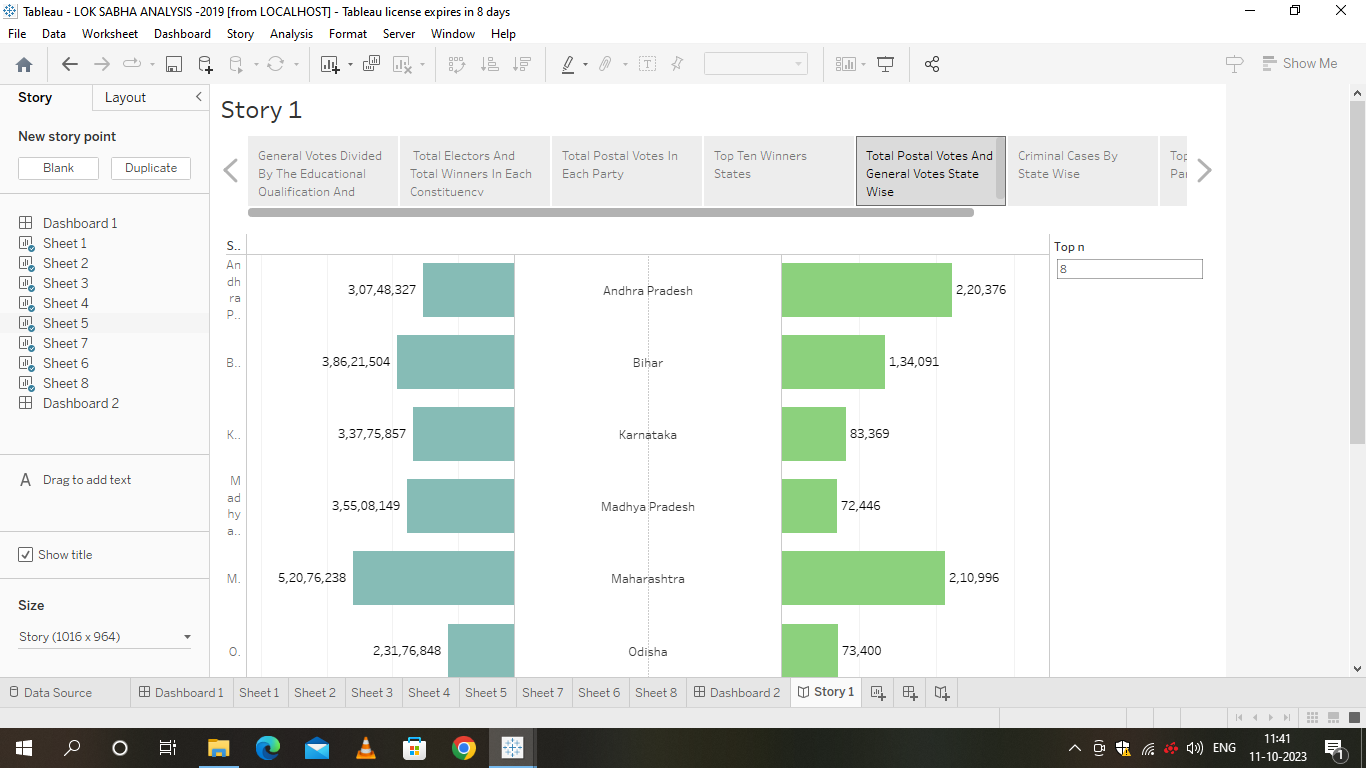 Tableau - LOK SABHA ANALYSIS -2019 [from LOCALHOST] - Tableau license expires in 8 days
File Data Worksheet Dashboard Story Analysis Format Server Window Help
Show Me
Story Layout
New story point
Blank Duplicate
Dashboard 1
Sheet 1
Sheet 2
Sheet 3
Sheet 4
Sheet 5
Sheet 7
Sheet 6
Sheet 8
Dashboard 2
A Drag to add text
Show title
Size
Story (1016 x 964)
Story 1
General Votes Divided
By The Educational
Qualification And
Total Electors And
Total Winners In Each
Constituency
Total Postal Votes In
Each Party
Top Ten Winners
States
Total Postal Votes And
General Votes State
Wise
Criminal Cases By
State Wise
Top
Pa
S..
Top n
8
An
dh
ra
P..
3,07,48,327 Andhra Pradesh 2,20,376
B.. 3,86,21,504 Bihar 1,34,091
K.. 3,37,75,857 Karnataka 83,369
M
ad
hy
a..
3,55,08,149 Madhya Pradesh 72,446
M. 5,20,76,238 Maharashtra 2,10,996
O. 2,31,76,848 Odisha 73,400
Data Source Dashboard 1 Sheet 1 Sheet 2 Sheet 3 Sheet 4 Sheet 5 Sheet 7 Sheet 6 Sheet 8 Dashboard 2 Story 1
ENG
11:41
11-10-2023
1